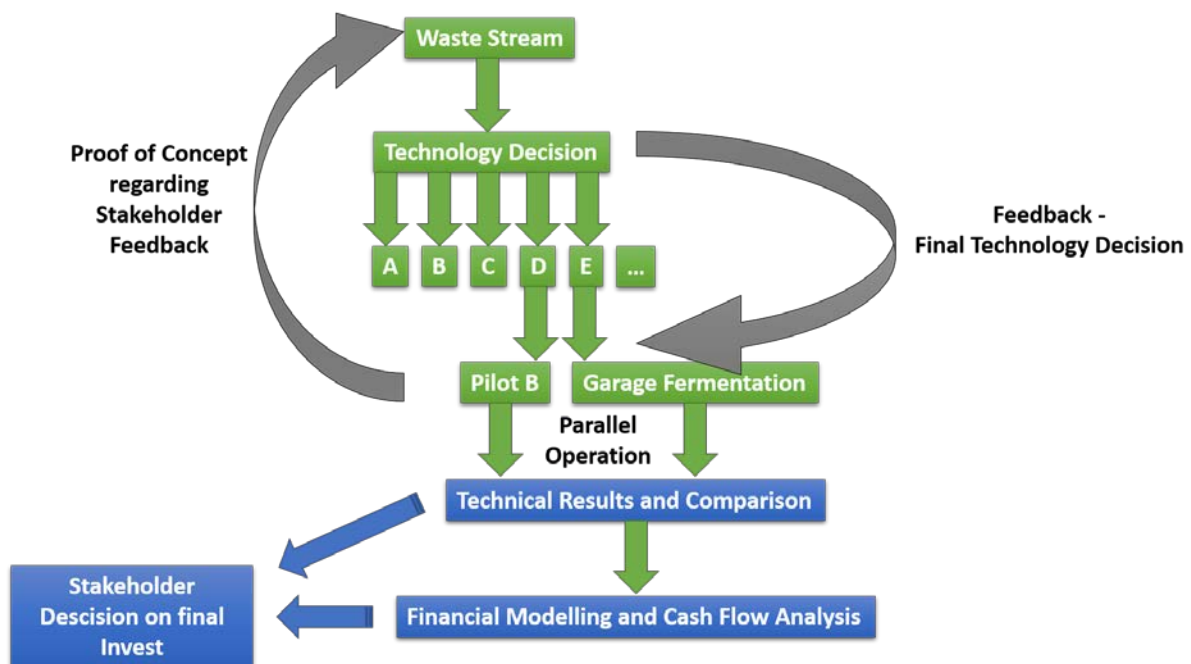 Waste Stream
Technology Decision
Proof of Concept
regarding
Stakeholder
Feedback
Feedback -
Final Technology Decision
A B C D E ...
Pilot B
Garage Fermentation
Parallel
Operation
Technical Results and Comparison
Stakeholder
Descision on final
Invest
Financial Modelling and Cash Flow Analysis